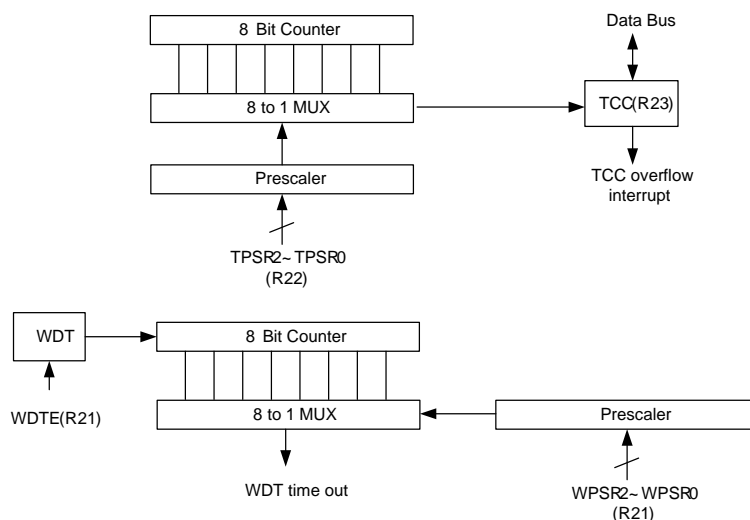 8 Bit Counter
8 to 1 MUX
Prescaler
TPSR2~TPSR0
(R22)
Data Bus
TCC(R23)
TCC overflow
interrupt
WDT
WDTE(R21)
8 Bit Counter
8 to 1 MUX
WDT time out
Prescaler
WPSR2~WPSR0
(R21)